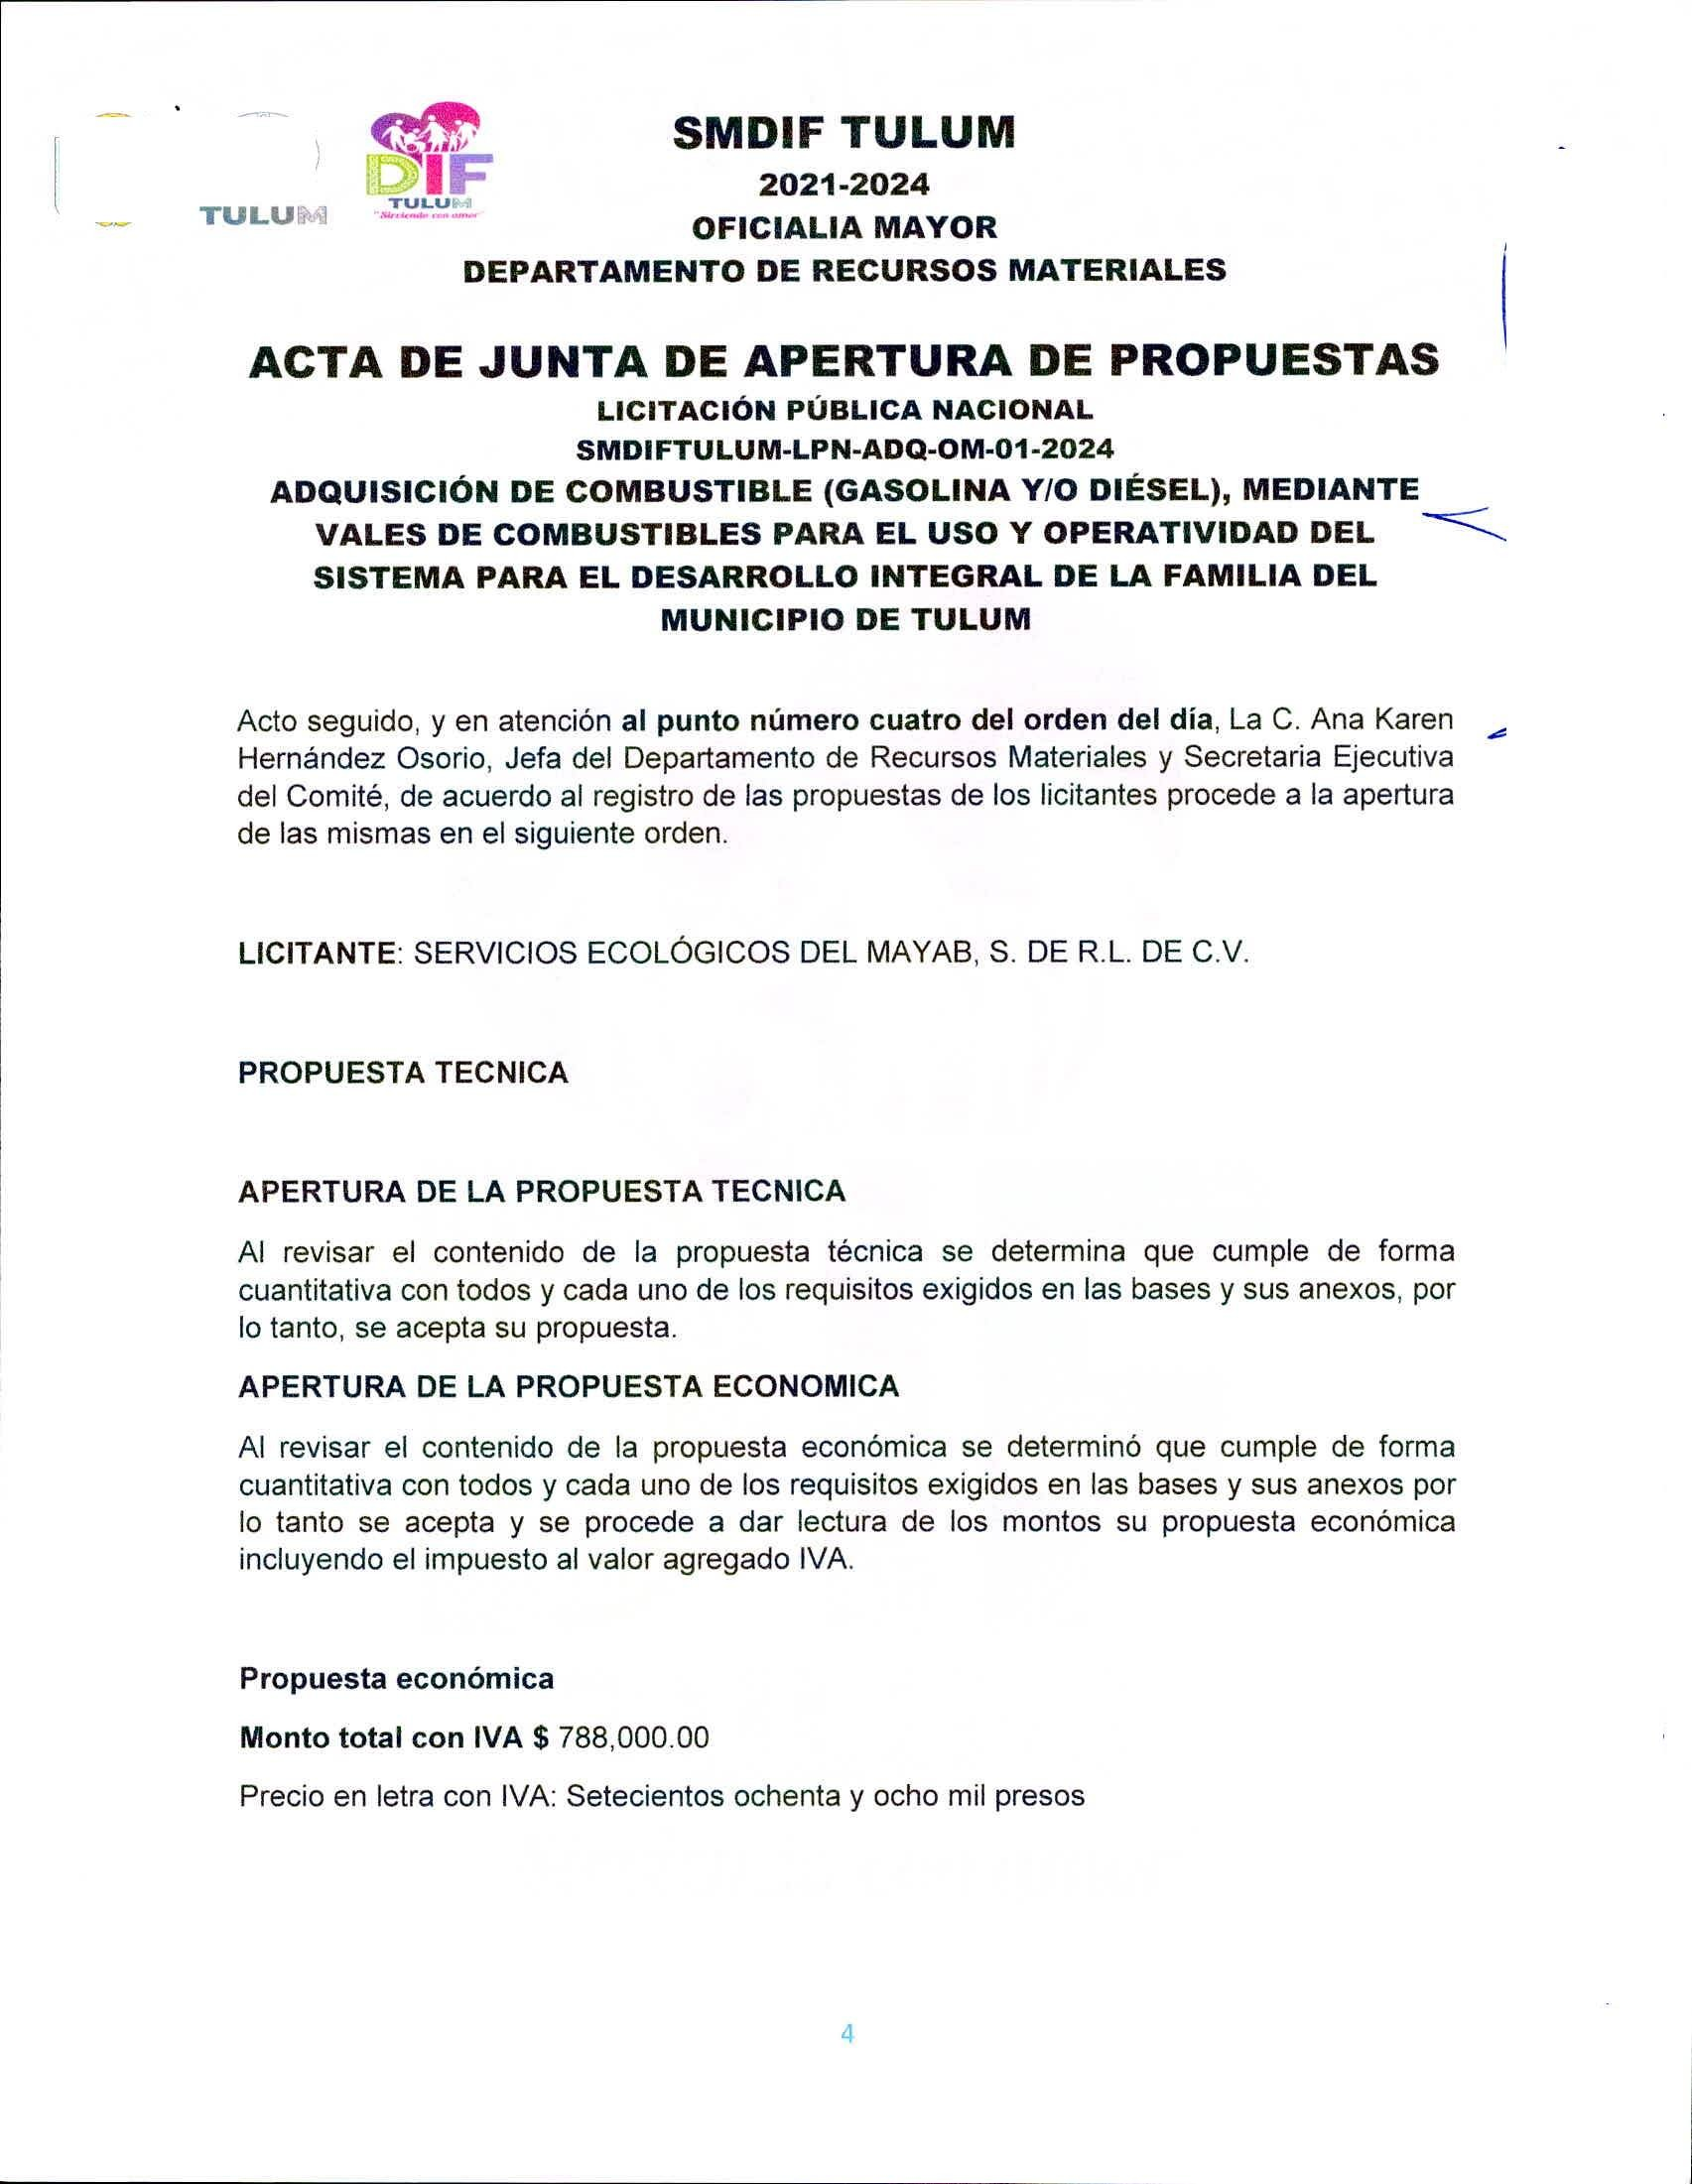 TULUM
DIF
TULUM
"Sirviendo con amor"
SMDIF TULUM
2021-2024
OFICIALIA MAYOR
DEPARTAMENTO DE RECURSOS MATERIALES
ACTA DE JUNTA DE APERTURA DE PROPUESTAS
LICITACIÓN PÚBLICA NACIONAL
SMDIFTULUM-LPN-ADQ-OM-01-2024
ADQUISICIÓN DE COMBUSTIBLE (GASOLINA Y/O DIÉSEL), MEDIANTE
VALES DE COMBUSTIBLES PARA EL USO Y OPERATIVIDAD DEL
SISTEMA PARA EL DESARROLLO INTEGRAL DE LA FAMILIA DEL
MUNICIPIO DE TULUM
Acto seguido, y en atención al punto número cuatro del orden del día, La C. Ana Karen
Hernández Osorio, Jefa del Departamento de Recursos Materiales y Secretaria Ejecutiva
del Comité, de acuerdo al registro de las propuestas de los licitantes procede a la apertura
de las mismas en el siguiente orden.
LICITANTE: SERVICIOS ECOLÓGICOS DEL MAYAB, S. DE R.L. DE C.V.
PROPUESTA TECNICA
APERTURA DE LA PROPUESTA TECNICA
Al revisar el contenido de la propuesta técnica se determina que cumple de forma
cuantitativa con todos y cada uno de los requisitos exigidos en las bases y sus anexos, por
lo tanto, se acepta su propuesta.
APERTURA DE LA PROPUESTA ECONOMICA
Al revisar el contenido de la propuesta económica se determinó que cumple de forma
cuantitativa con todos y cada uno de los requisitos exigidos en las bases y sus anexos por
lo tanto se acepta y se procede a dar lectura de los montos su propuesta económica
incluyendo el impuesto al valor agregado IVA.
Propuesta económica
Monto total con IVA $ 788,000.00
Precio en letra con IVA: Setecientos ochenta y ocho mil presos
4